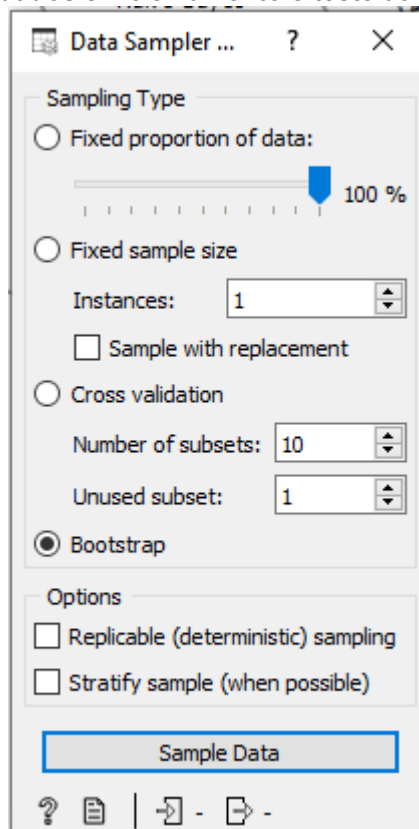 Data Sampler ... ? ×
Sampling Type
Fixed proportion of data:
100 %
Fixed sample size
Instances: 1
Sample with replacement
Cross validation
Number of subsets: 10
Unused subset: 1
Bootstrap
Options
Replicable (deterministic) sampling
Stratify sample (when possible)
Sample Data
? | - -